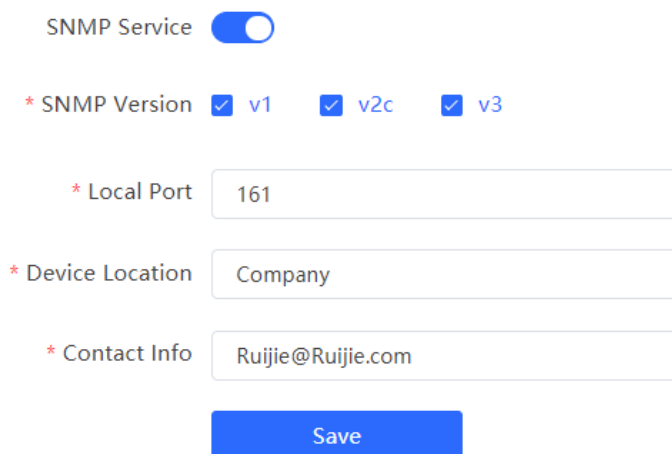 SNMP Service
* SNMP Version v1 v2c v3
* Local Port 161
* Device Location Company
* Contact Info Ruijie@Ruijie.com
Save